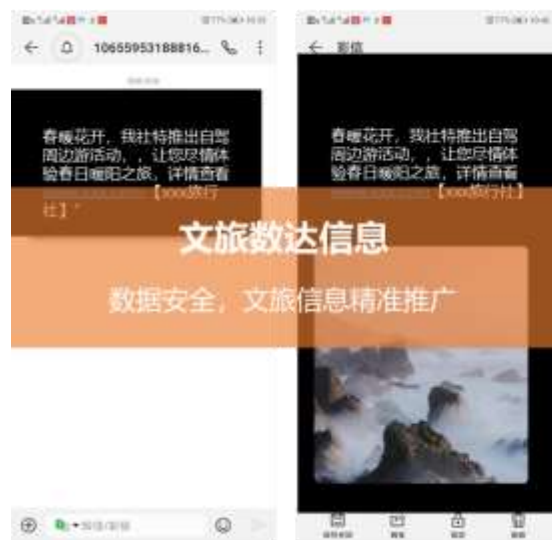 10655953188816...
春暖花开，我社特推出自驾
周边游活动，，让您尽情体
验春日暖阳之旅，详情查看
【xxx旅行
社】"
彩信
春暖花开，我社特推出自驾
周边游活动，，让您尽情体
验春日暖阳之旅，详情查看
【xxx旅行社】
文旅数达信息
数据安全，文旅信息精准推广